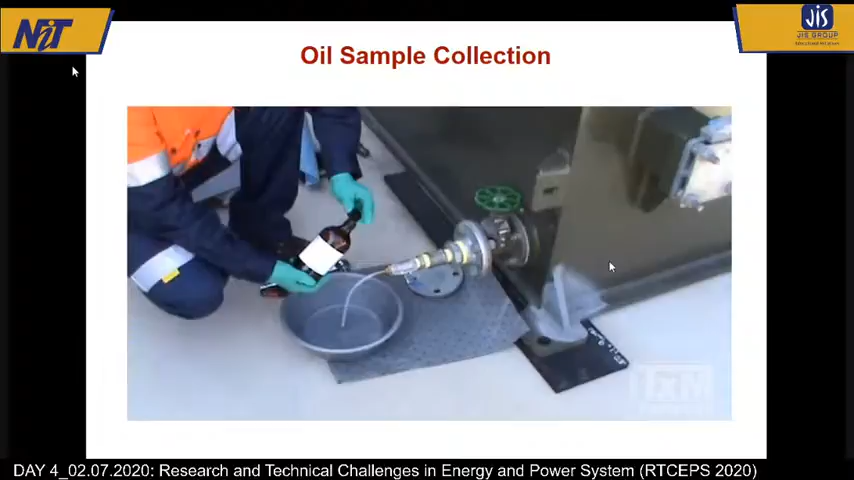 NiT
JIS
JIS GROUP
Oil Sample Collection
TxM
DAY 4_02.07.2020: Research and Technical Challenges in Energy and Power System (RTCEPS 2020)